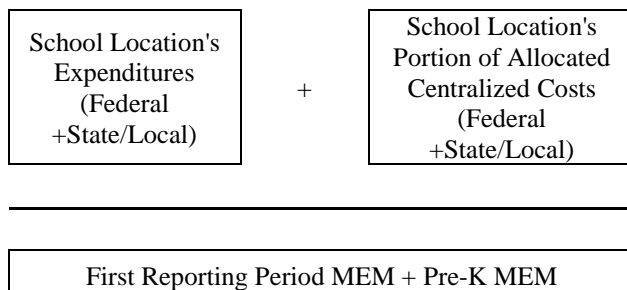 School Location's
Expenditures
(Federal
+State/Local)
+
School Location's
Portion of Allocated
Centralized Costs
(Federal
+State/Local)
First Reporting Period MEM + Pre-K MEM